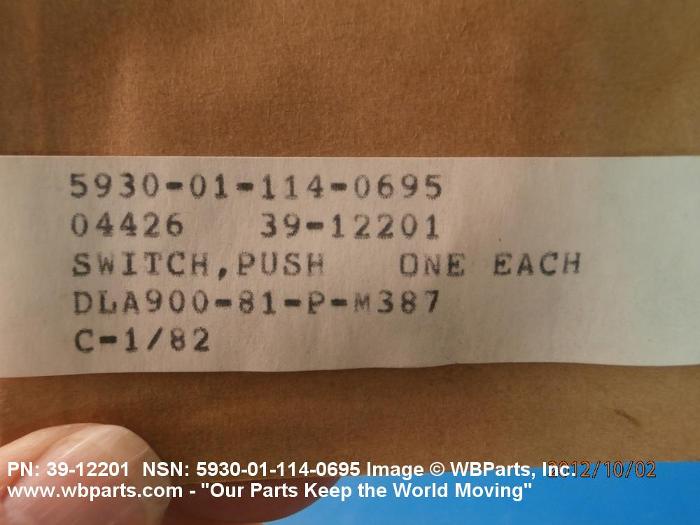 5930-01-114-0695
04426 39-12201
SWITCH,PUSH ONE EACH
DLA900-81-P-M387
C-1/82
PN: 39-12201 NSN: 5930-01-114-0695 Image © WBParts, Inc.
2012/10/02
www.wbparts.com - "Our Parts Keep the World Moving"